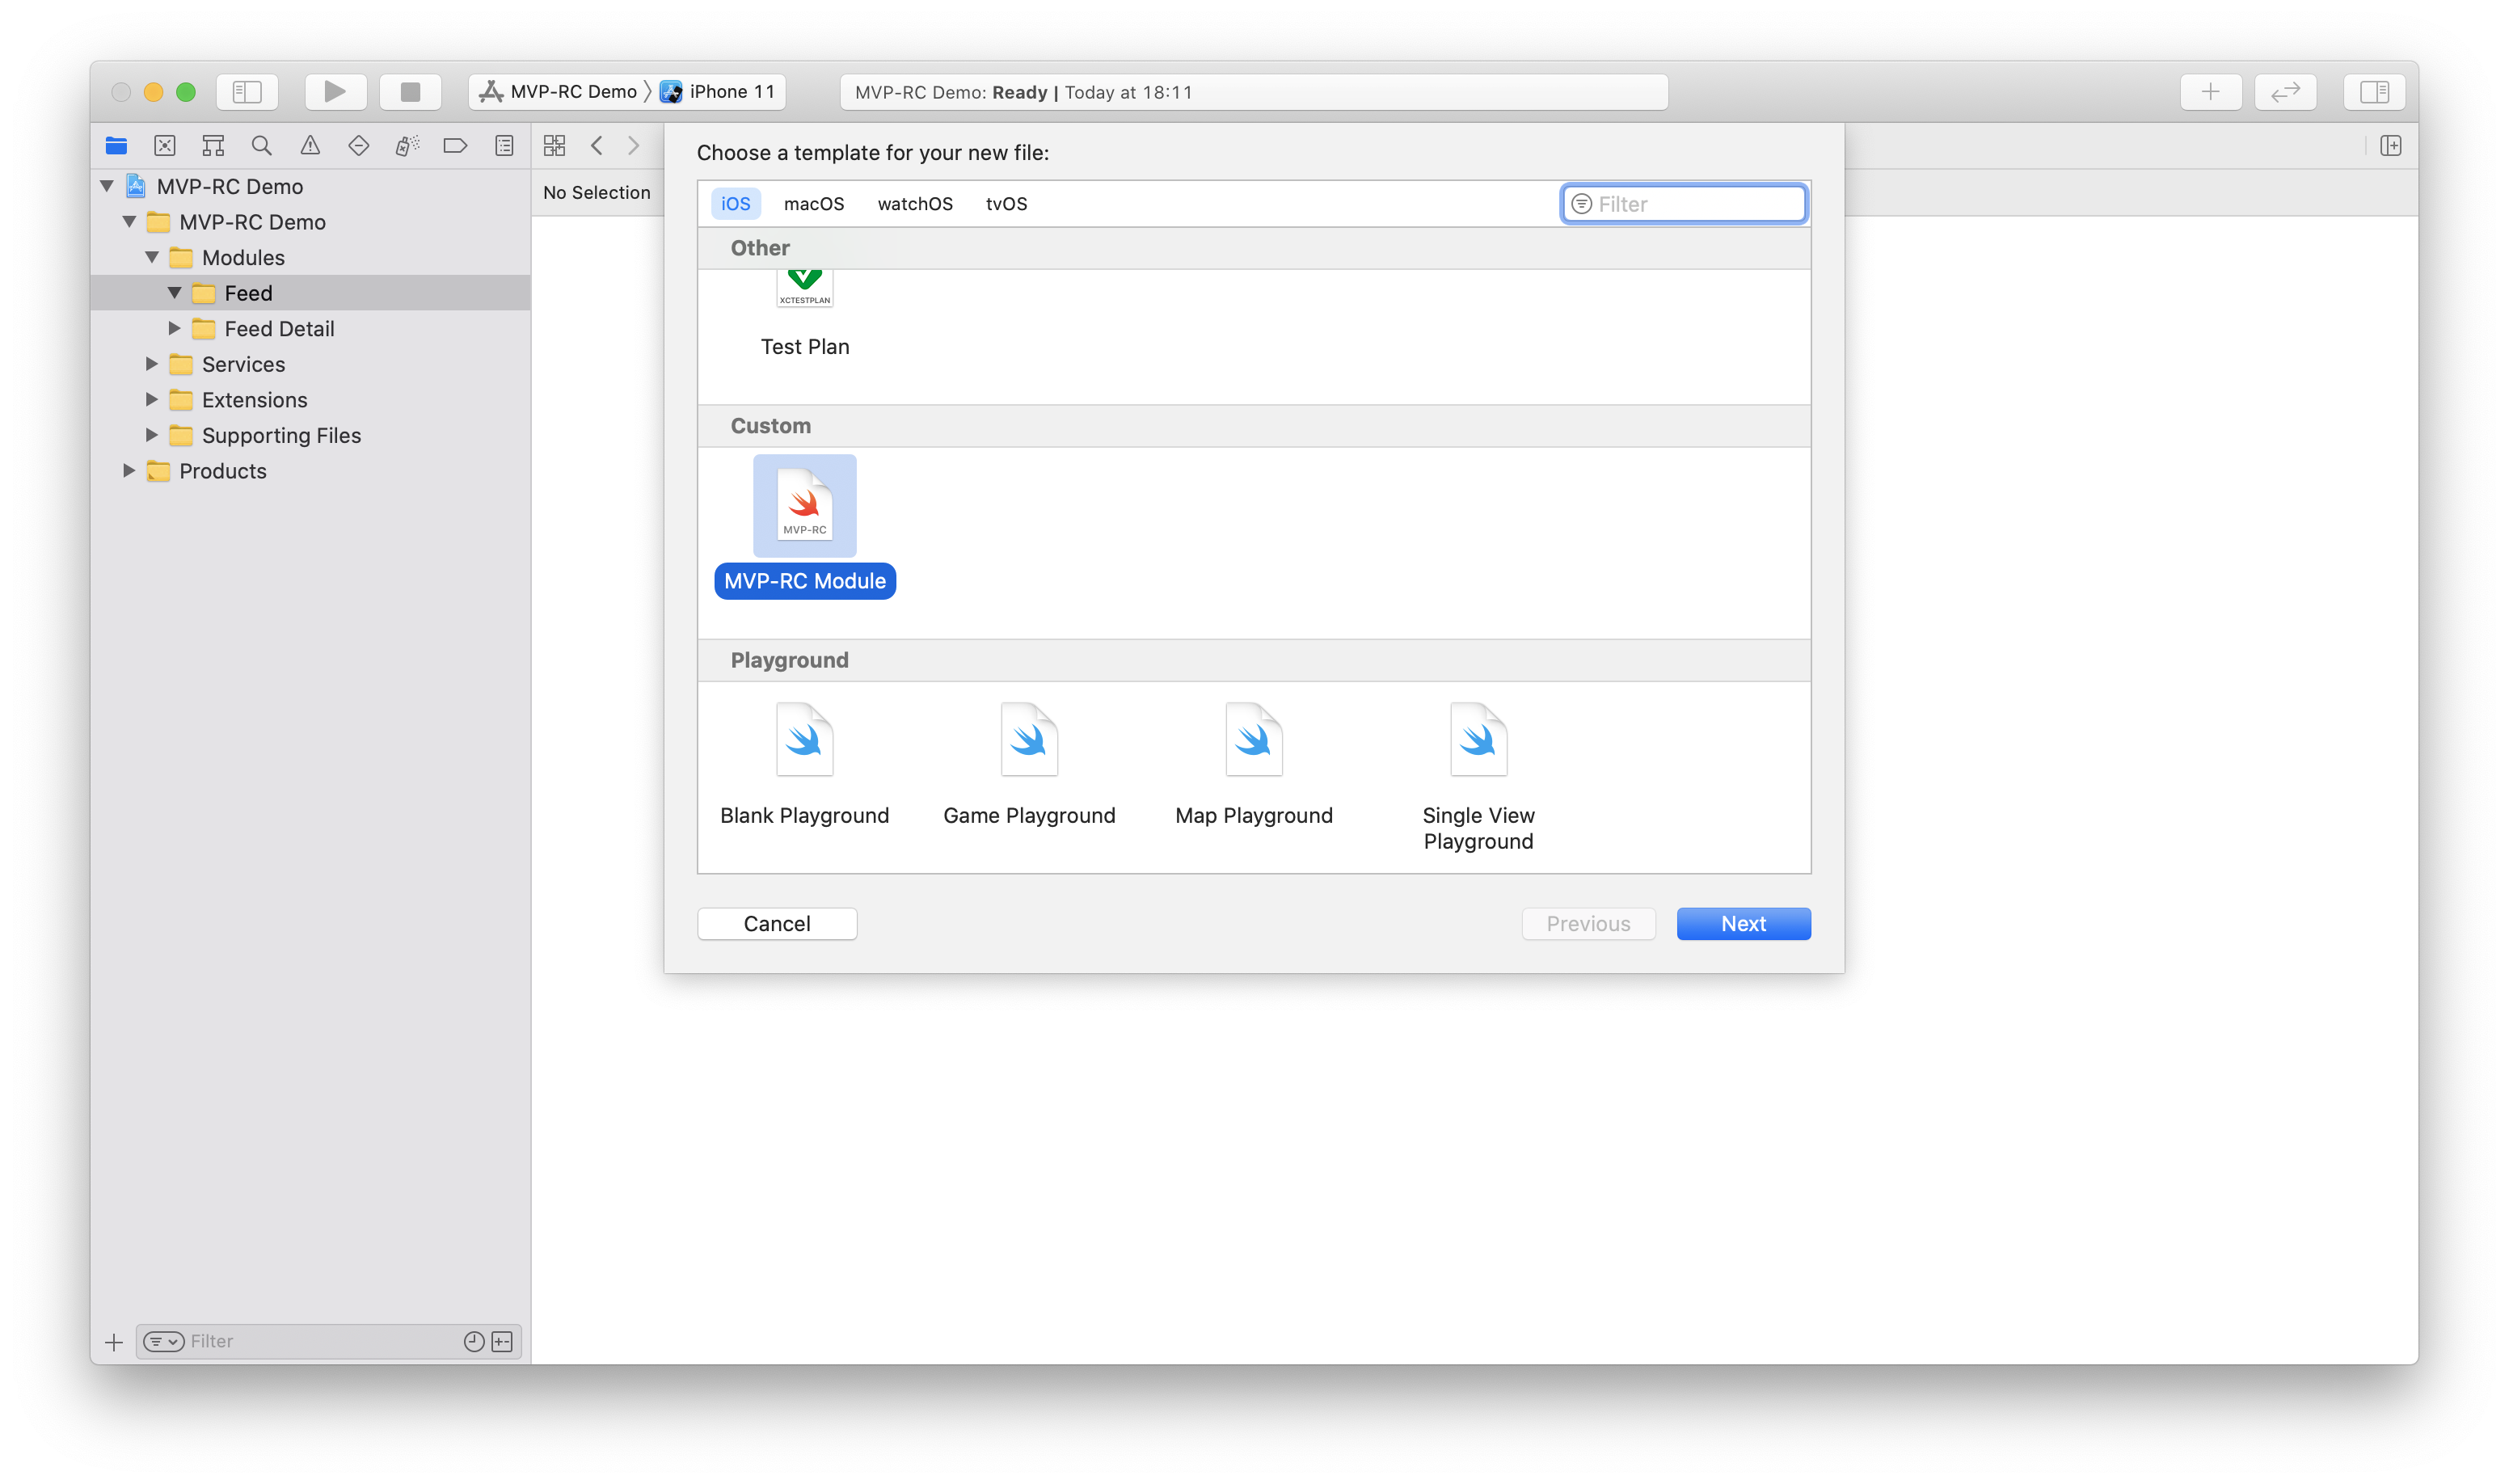 MVP-RC Demo
iPhone 11
MVP-RC Demo: Ready | Today at 18:11
MVP-RC Demo
MVP-RC Demo
Modules
Feed
Feed Detail
Services
Extensions
Supporting Files
Products
Filter
No Selection
Choose a template for your new file:
iOS macOS watchOS tvOS
Filter
Other
XCTESTPLAN
Test Plan
Custom
MVP-RC
MVP-RC Module
Playground
Blank Playground
Game Playground
Map Playground
Single View
Playground
Cancel
Previous
Next